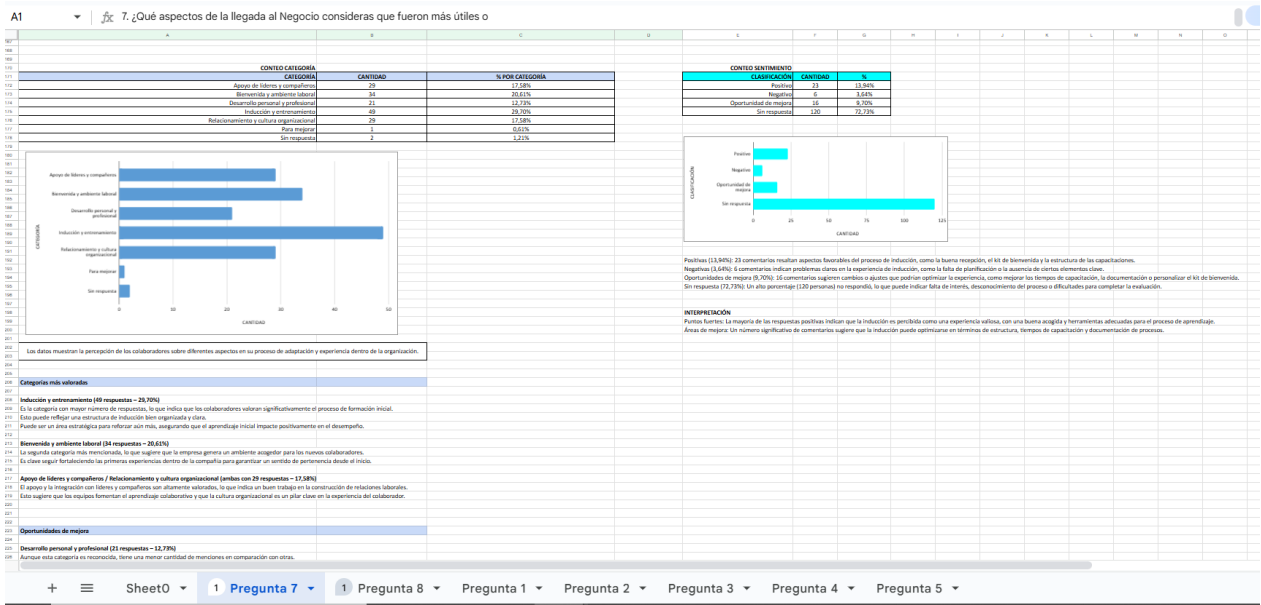 A1
fx 7. ¿Qué aspectos de la llegada al Negocio consideras que fueron más útiles o
A B C D E F G H I J K L M N O
CONTEO CATEGORÍA
CATEGORÍA CANTIDAD % POR CATEGORÍA
Apoyo de líderes y compañeros 29 17,58%
Bienvenida y ambiente laboral 34 20,61%
Desarrollo personal y profesional 21 12,73%
Inducción y entrenamiento 49 29,70%
Relacionamiento y cultura organizacional 29 17,58%
Para mejorar 1 0,61%
Sin respuesta 2 1,21%
CONTEO SENTIMIENTO
CLASIFICACIÓN CANTIDAD %
Positivo 23 13,94%
Negativo 6 3,64%
Oportunidad de mejora 16 9,70%
Sin respuesta 120 72,73%
CATEGORÍA
Apoyo de líderes y compañeros
Bienvenida y ambiente laboral
Desarrollo personal y
profesional
Inducción y entrenamiento
Relacionamiento y cultura
organizacional
Para mejorar
Sin respuesta
0 10 20 30 40 50
CANTIDAD
CLASIFICACIÓN
Positivo
Negativo
Oportunidad de
mejora
Sin respuesta
0 25 50 75 100 125
CANTIDAD
Positivas (13,94%): 23 comentarios resaltan aspectos favorables del proceso de inducción, como la buena recepción, el kit de bienvenida y la estructura de las capacitaciones.
Negativas (3,64%): 6 comentarios indican problemas claros en la experiencia de inducción, como la falta de planificación o la ausencia de ciertos elementos clave.
Oportunidades de mejora (9,70%): 16 comentarios sugieren cambios o ajustes que podrían optimizar la experiencia, como mejorar los tiempos de capacitación, la documentación o personalizar el kit de bienvenida.
Sin respuesta (72,73%): Un alto porcentaje (120 personas) no respondió, lo que puede indicar falta de interés, desconocimiento del proceso o dificultades para completar la evaluación.
INTERPRETACIÓN
Puntos fuertes: La mayoría de las respuestas positivas indican que la inducción es percibida como una experiencia valiosa, con una buena acogida y herramientas adecuadas para el proceso de aprendizaje.
Áreas de mejora: Un número significativo de comentarios sugiere que la inducción puede optimizarse en términos de estructura, tiempos de capacitación y documentación de procesos.
Los datos muestran la percepción de los colaboradores sobre diferentes aspectos en su proceso de adaptación y experiencia dentro de la organización.
Categorías más valoradas
Inducción y entrenamiento (49 respuestas – 29,70%)
Es la categoría con mayor número de respuestas, lo que indica que los colaboradores valoran significativamente el proceso de formación inicial.
Esto puede reflejar una estructura de inducción bien organizada y clara.
Puede ser un área estratégica para reforzar aún más, asegurando que el aprendizaje inicial impacte positivamente en el desempeño.
Bienvenida y ambiente laboral (34 respuestas – 20,61%)
La segunda categoría más mencionada, lo que sugiere que la empresa genera un ambiente acogedor para los nuevos colaboradores.
Es clave seguir fortaleciendo las primeras experiencias dentro de la compañía para garantizar un sentido de pertenencia desde el inicio.
Apoyo de líderes y compañeros / Relacionamiento y cultura organizacional (ambas con 29 respuestas – 17,58%)
El apoyo y la integración con líderes y compañeros son altamente valorados, lo que indica un buen trabajo en la construcción de relaciones laborales.
Esto sugiere que los equipos fomentan el aprendizaje colaborativo y que la cultura organizacional es un pilar clave en la experiencia del colaborador.
Oportunidades de mejora
Desarrollo personal y profesional (21 respuestas – 12,73%)
Aunque esta categoría es reconocida, tiene una menor cantidad de menciones en comparación con otras.
Sheet0 1 Pregunta 7 1 Pregunta 8 Pregunta 1 Pregunta 2 Pregunta 3 Pregunta 4 Pregunta 5